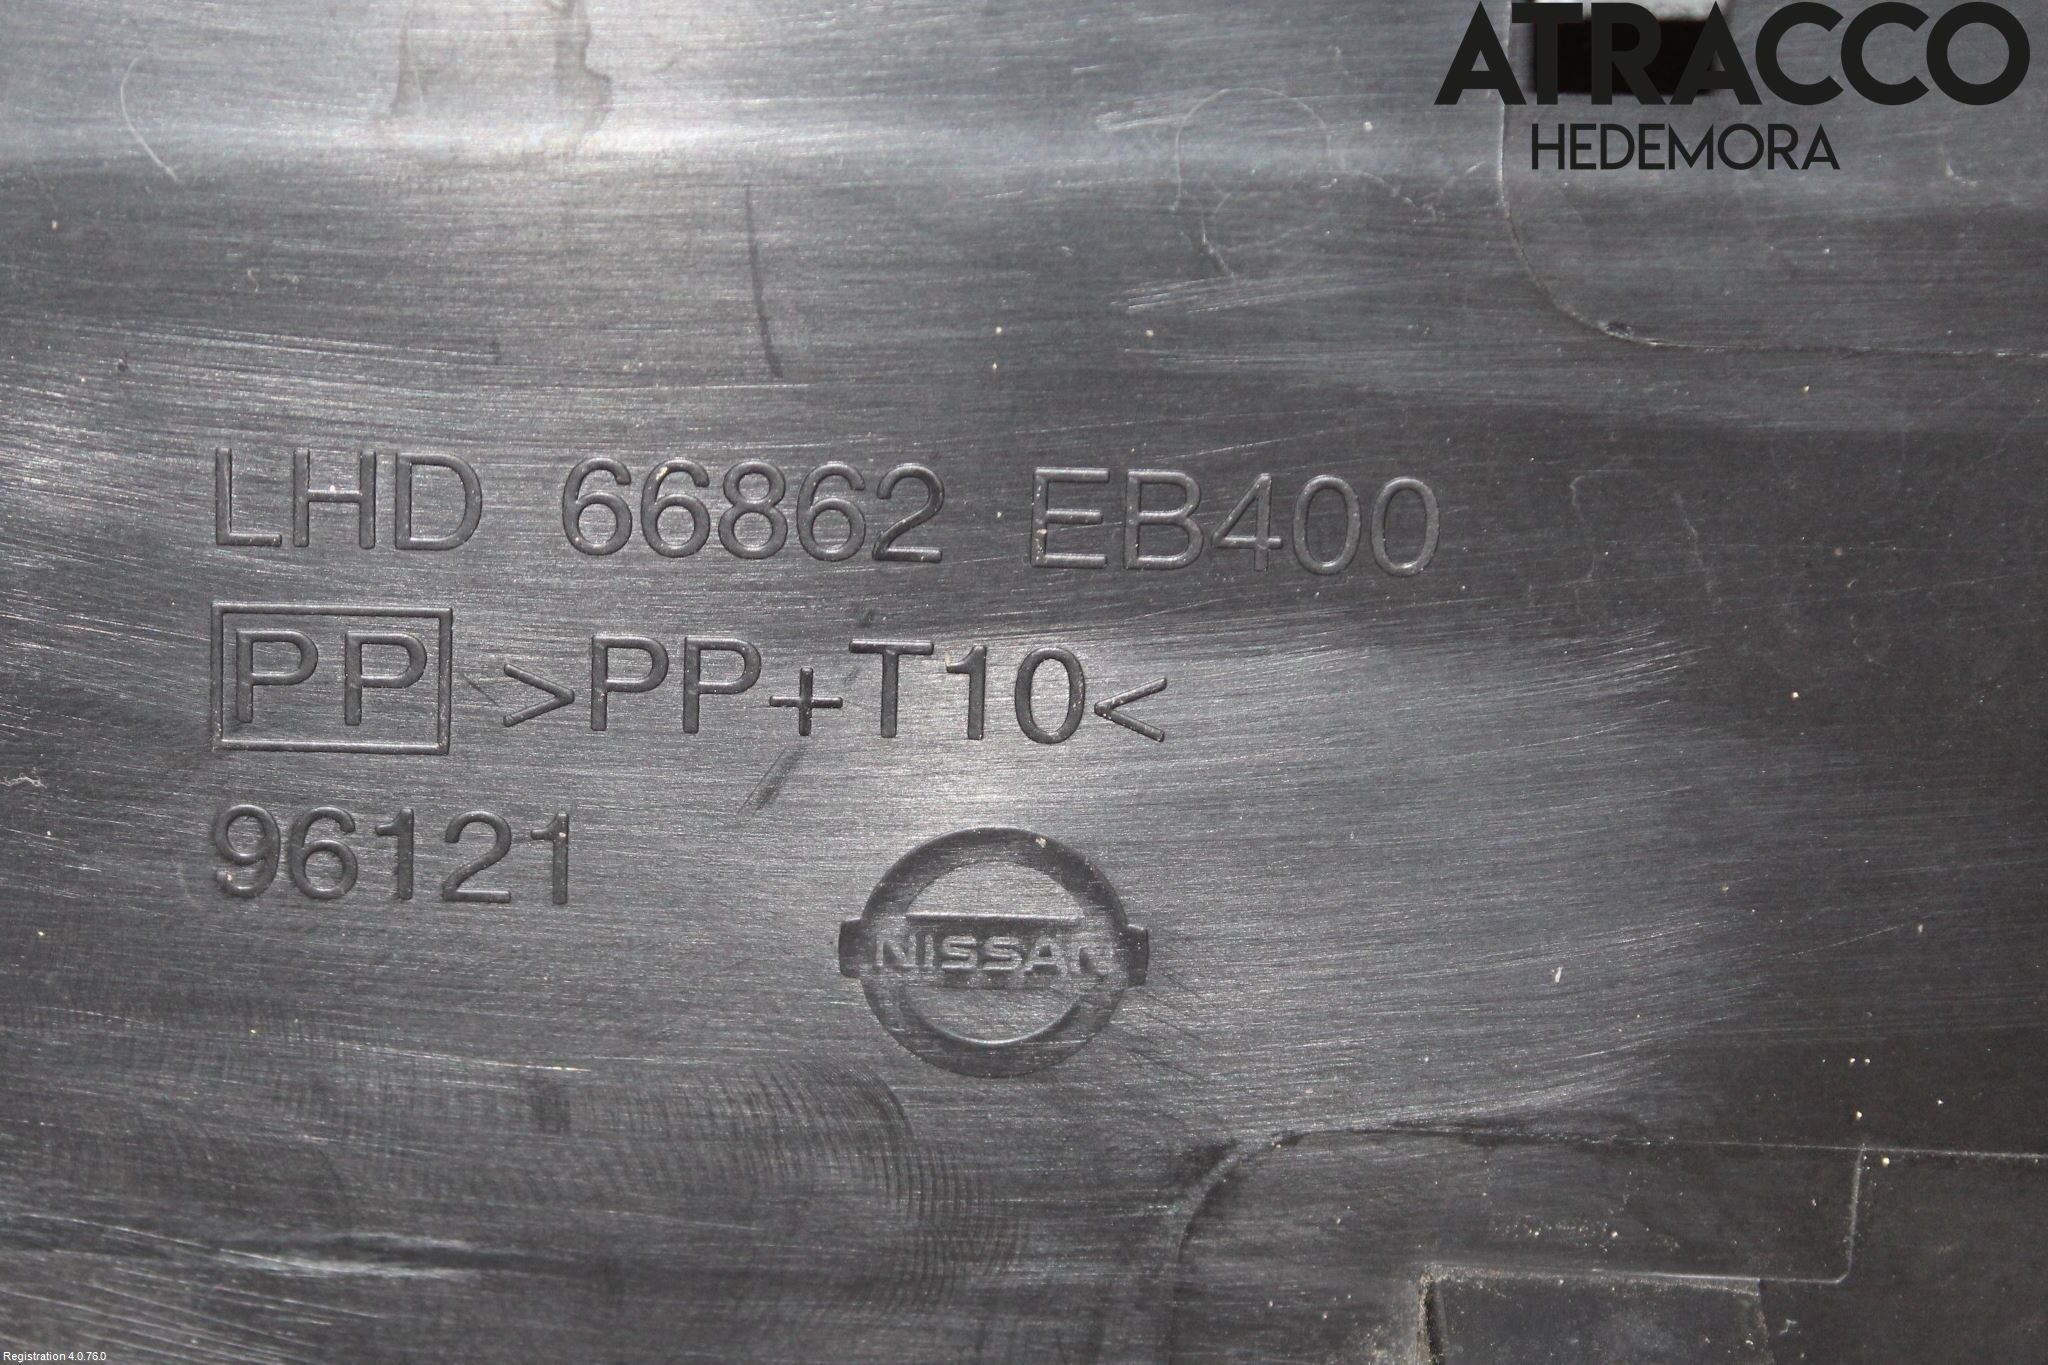 ATRACCO
HEDEMORA
LHD 66862 EB400
PP >PP+T10<
96121
NISSAN
Registration 4.0.76.0